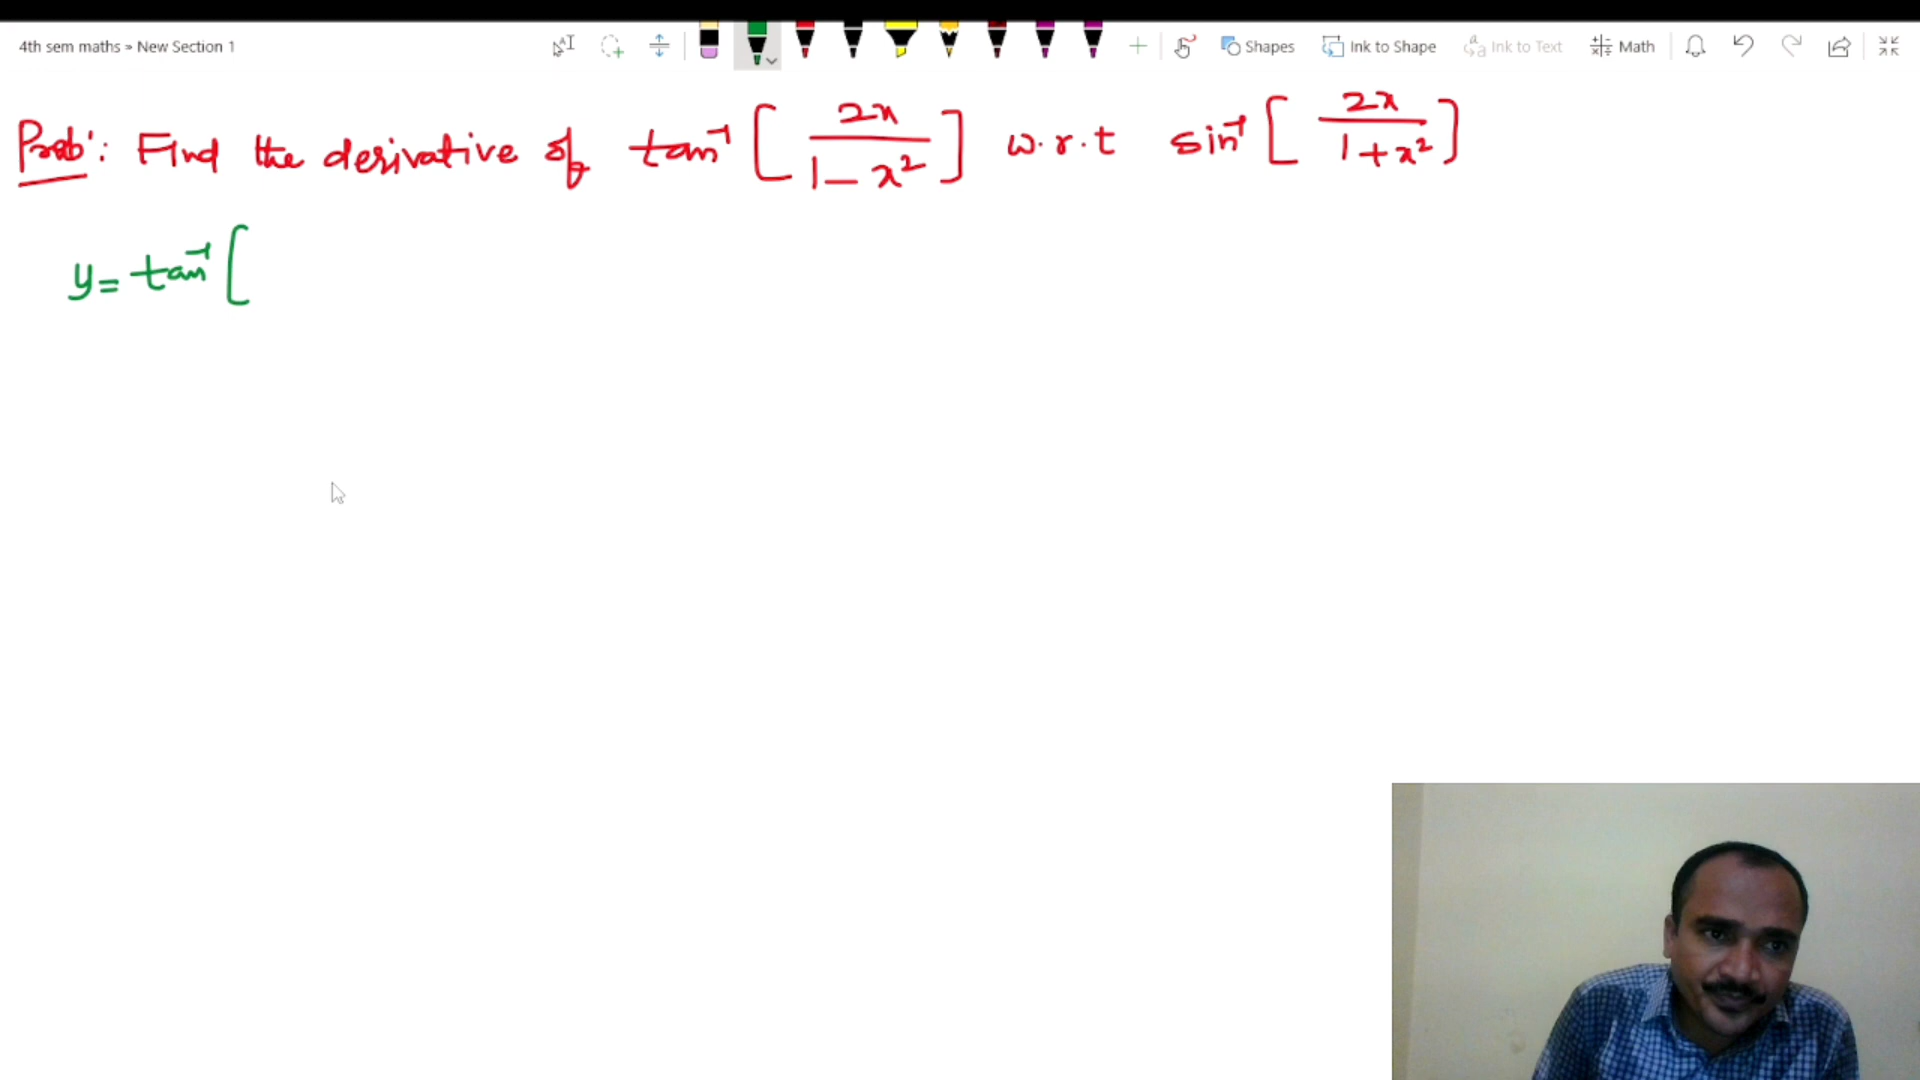 4th sem maths » New Section 1
Shapes Ink to Shape Ink to Text Math
Prob: Find the derivative of tan⁻¹ [ 2x / 1 - x² ] w.r.t sin⁻¹ [ 2x / 1 + x² ]
y = tan⁻¹ [